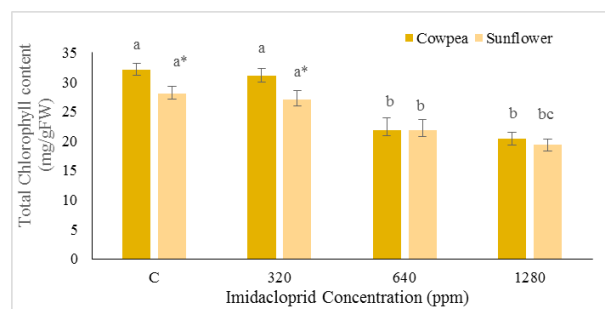 Cowpea Sunflower
Total Chlorophyll content
(mg/gFW)
35
30
25
20
15
10
5
0
a a* a a* b b b bc
C 320 640 1280
Imidacloprid Concentration (ppm)